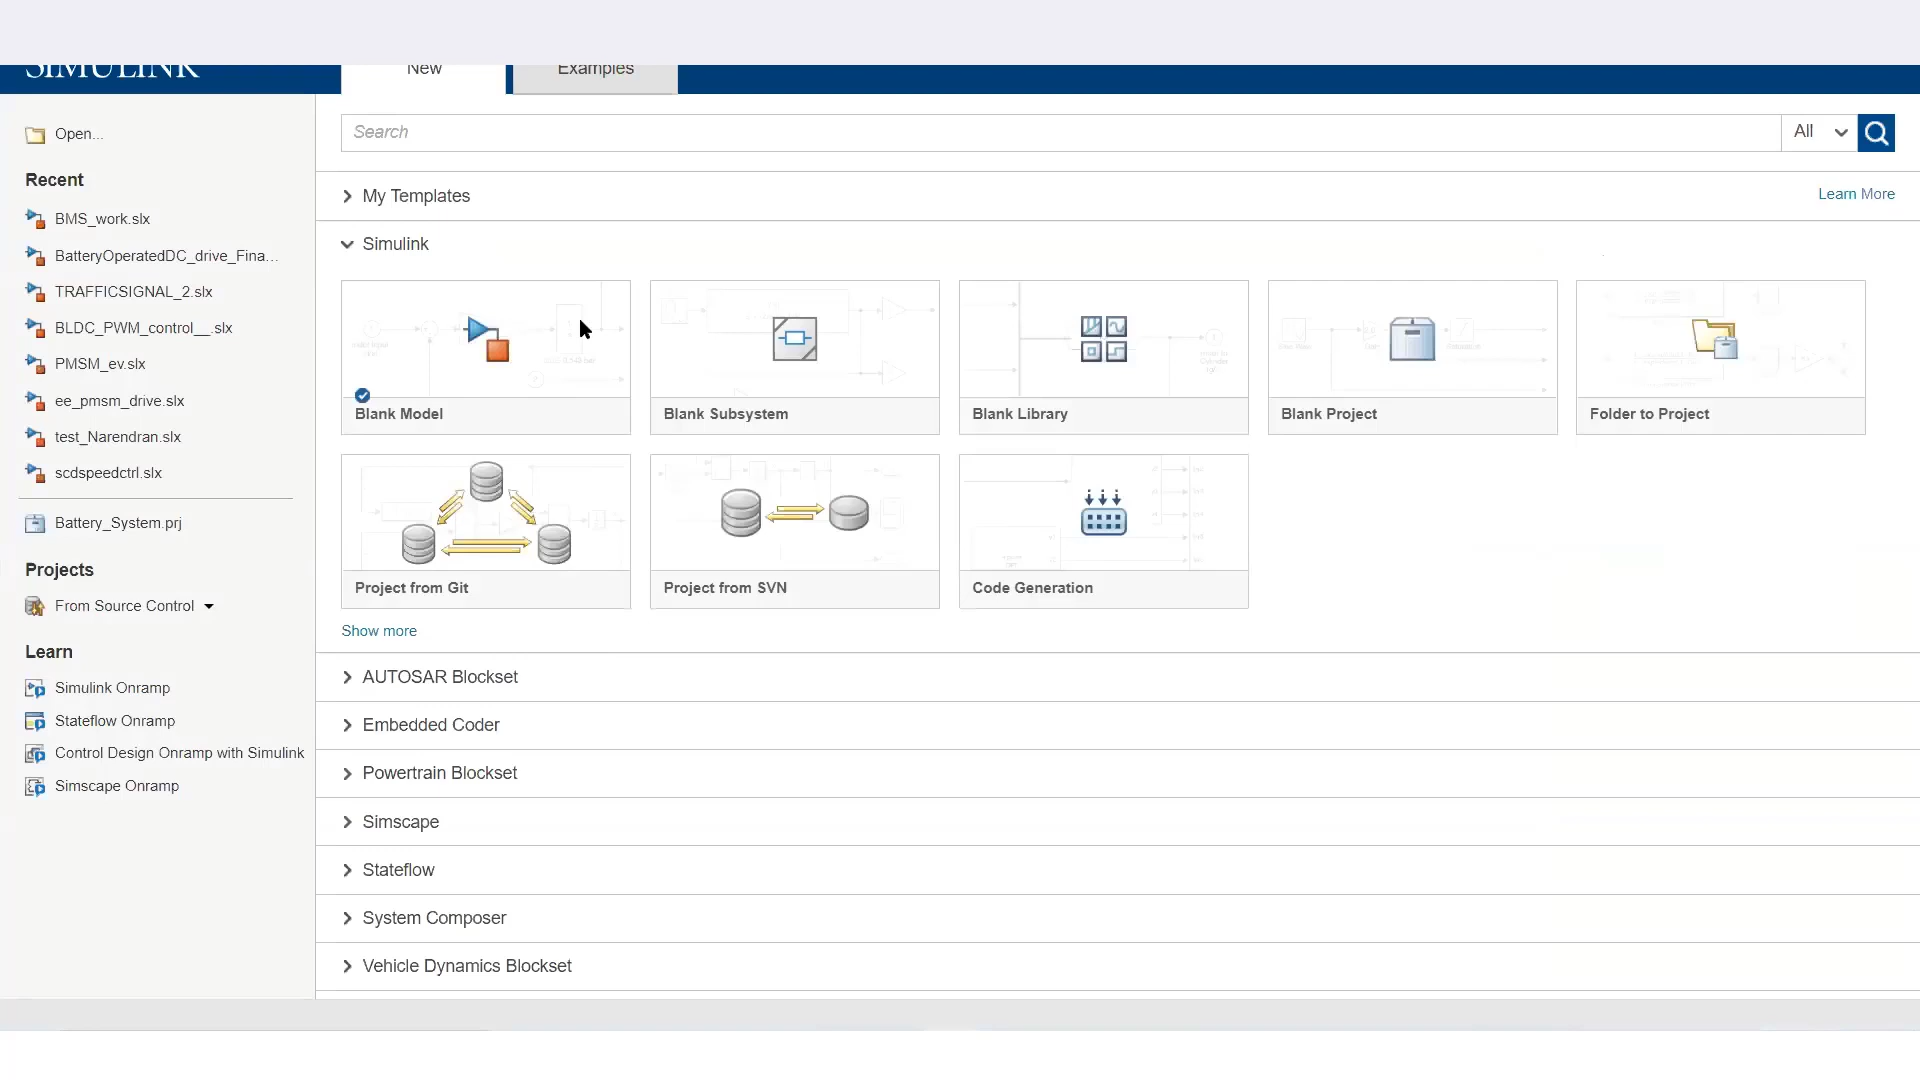 SIMULINK
New
Examples
Open...
Recent
BMS_work.slx
BatteryOperatedDC_drive_Fina...
TRAFFICSIGNAL_2.slx
BLDC_PWM_control__.slx
PMSM_ev.slx
ee_pmsm_drive.slx
test_Narendran.slx
scdspeedctrl.slx
Battery_System.prj
Projects
From Source Control
Learn
Simulink Onramp
Stateflow Onramp
Control Design Onramp with Simulink
Simscape Onramp
Search
All
My Templates
Learn More
Simulink
Blank Model
Blank Subsystem
Blank Library
Blank Project
Folder to Project
Project from Git
Project from SVN
Code Generation
Show more
AUTOSAR Blockset
Embedded Coder
Powertrain Blockset
Simscape
Stateflow
System Composer
Vehicle Dynamics Blockset